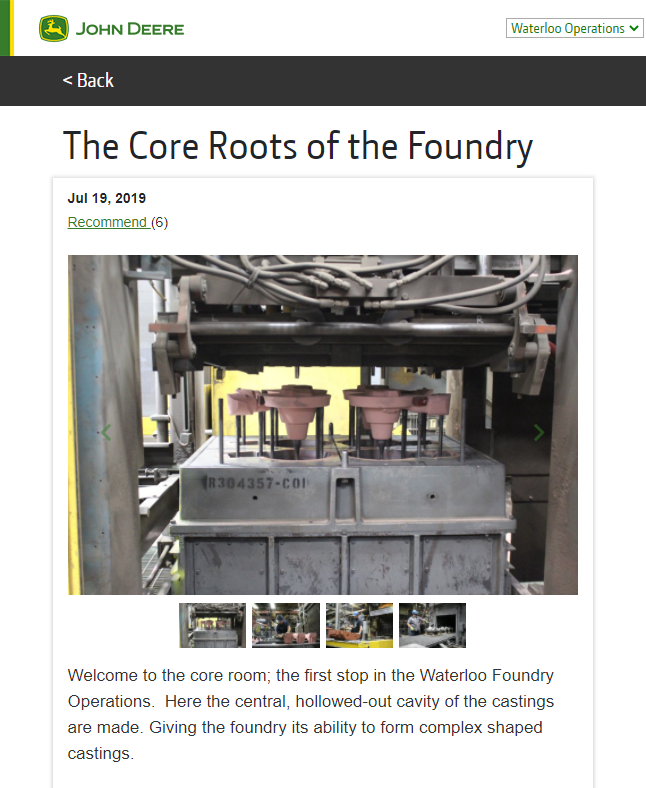 JOHN DEERE
Waterloo Operations
< Back
The Core Roots of the Foundry
Jul 19, 2019
Recommend (6)
R304357-C01
Welcome to the core room; the first stop in the Waterloo Foundry
Operations.  Here the central, hollowed-out cavity of the castings
are made. Giving the foundry its ability to form complex shaped
castings.